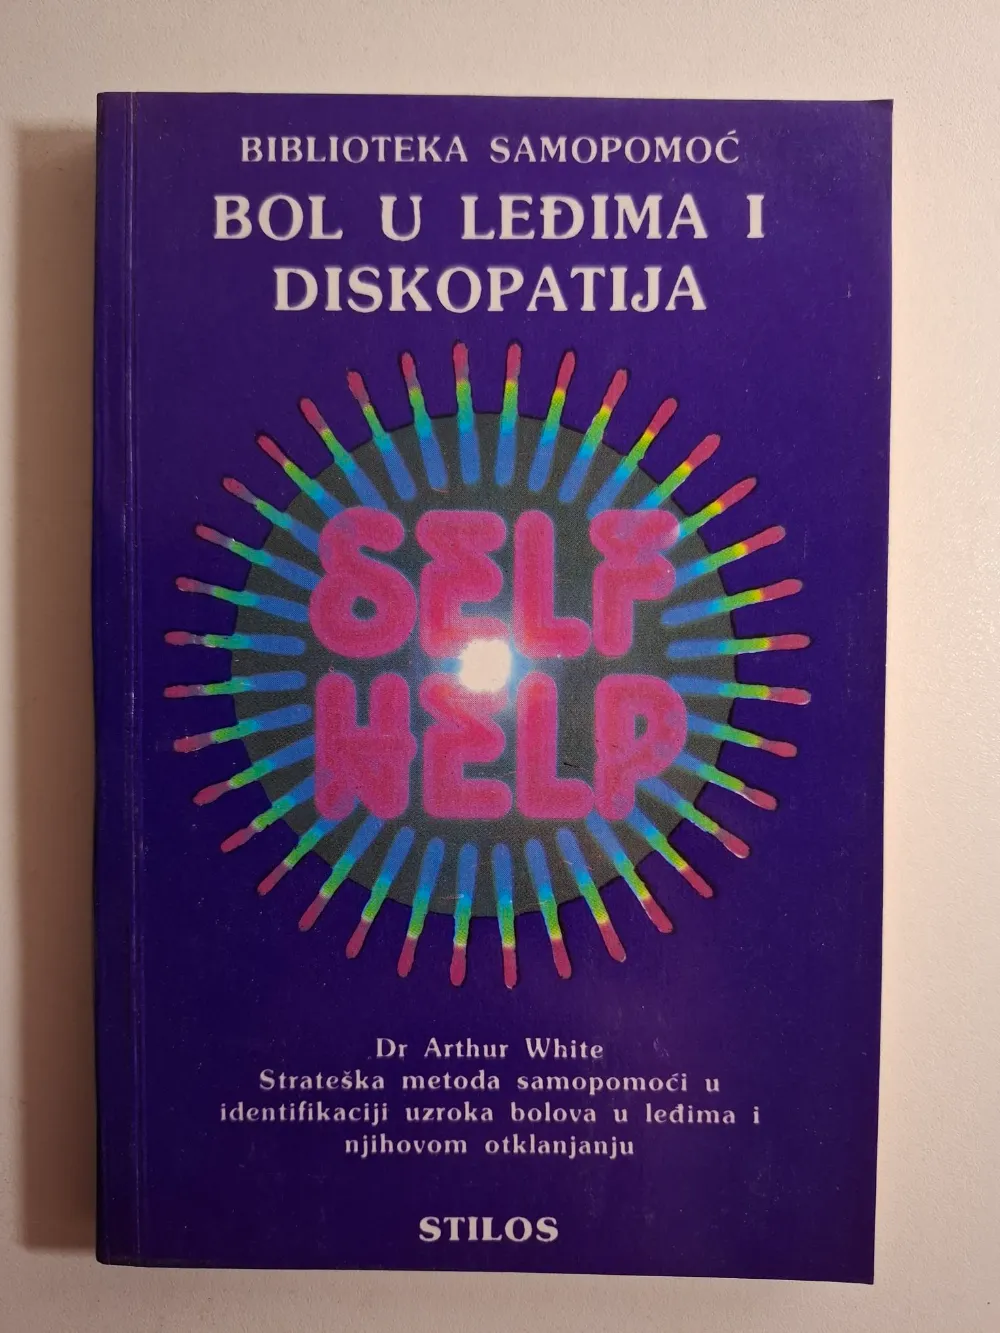 BIBLIOTEKA SAMOPOMOĆ
BOL U LEĐIMA I
DISKOPATIJA
SELF
HELP
Dr Arthur White
Strateška metoda samopomoći u
identifikaciji uzroka bolova u leđima i
njihovom otklanjanju
STILOS